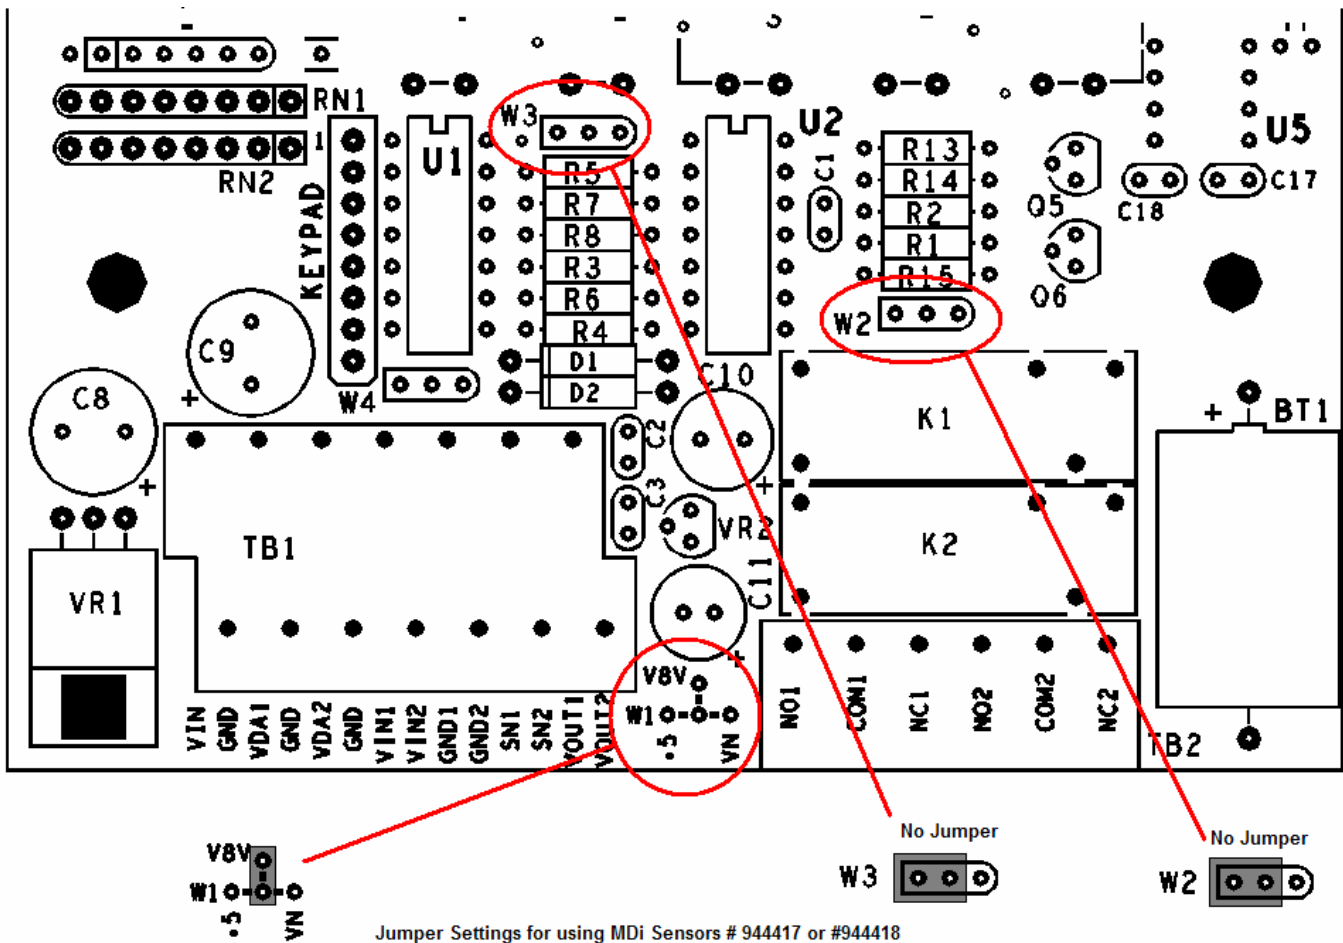 RN1
RN2
1
KEYPAD
U1
W3
R5
R7
R8
R3
R6
R4
D1
D2
U2
C1
R13
R14
R2
R1
R15
W2
Q5
Q6
C18
C17
U5
C9
C8
+
+
W4
C2
C3
C10
+
VR2
C11
+
K1
K2
+
BT1
TB1
VR1
V8V
W1
.5
VN
VIN
GND
VDA1
GND
VDA2
GND
VIN1
VIN2
GND1
GND2
SN1
SN2
VOUT1
VOUT2
NO1
COM1
NC1
NO2
COM2
NC2
TB2
V8V
W1
.5
VN
No Jumper
W3
No Jumper
W2
Jumper Settings for using MDi Sensors # 944417 or #944418